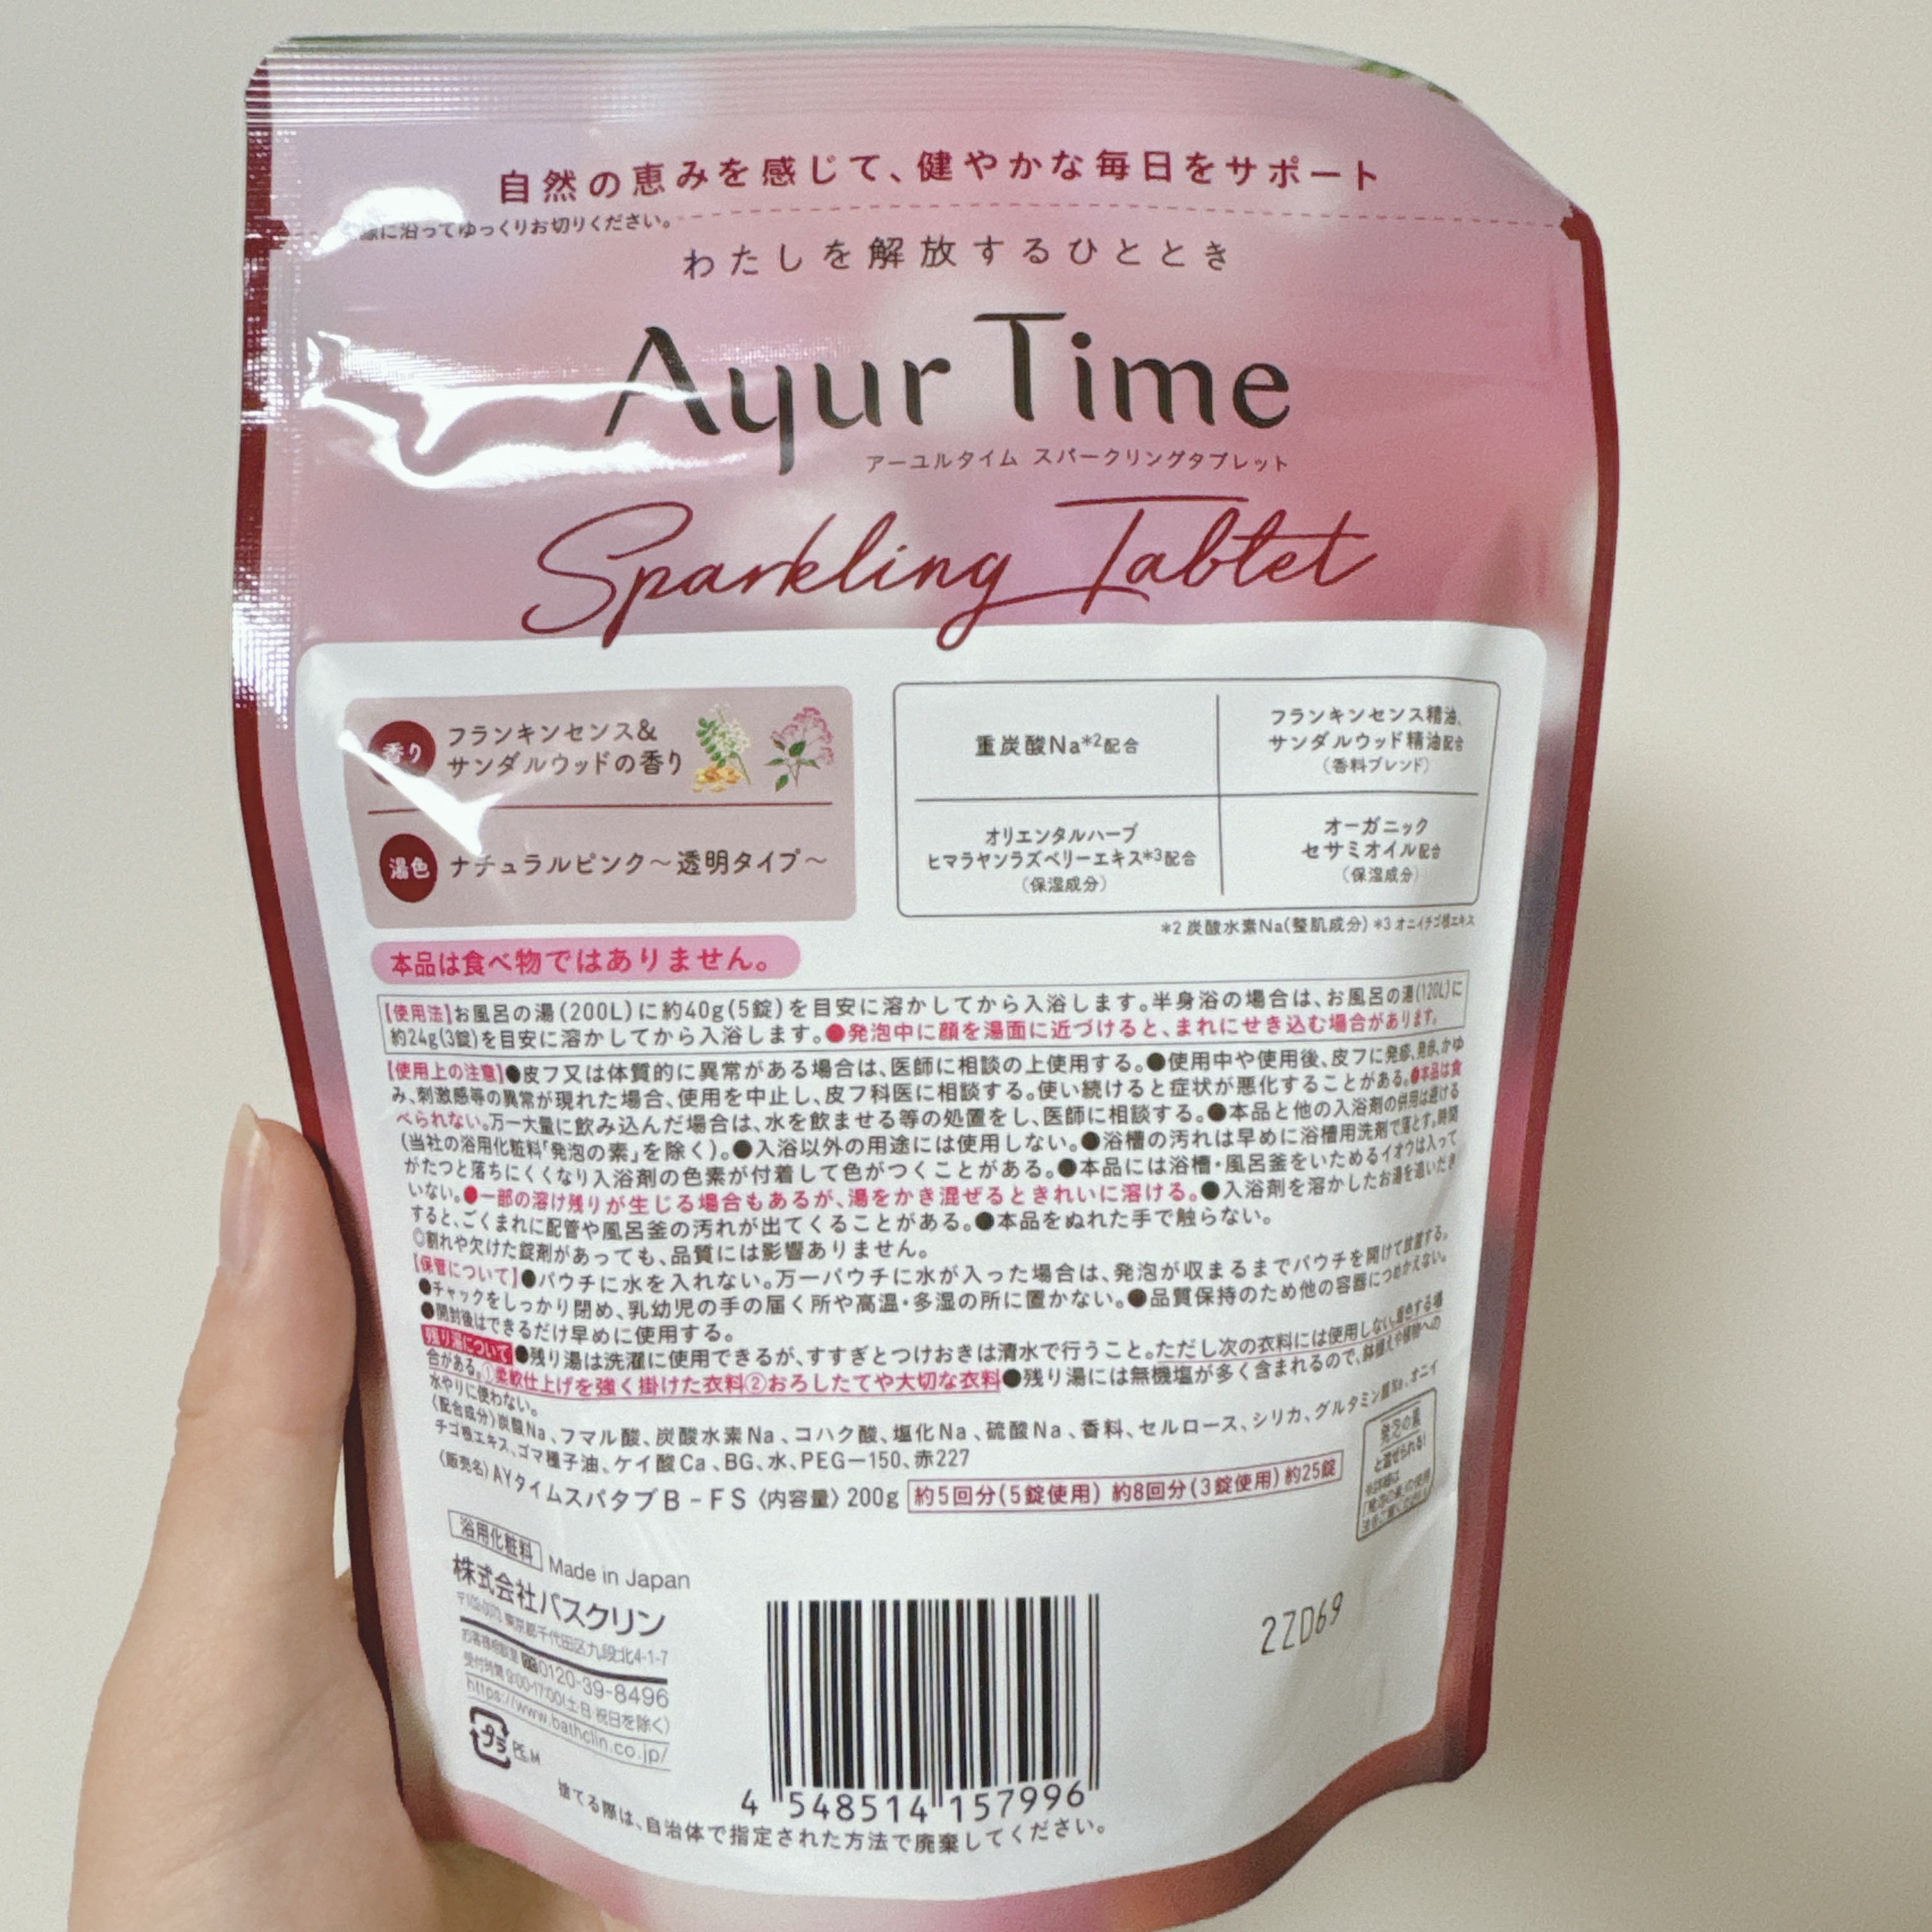 自然の恵みを感じて、健やかな毎日をサポート
に沿ってゆっくりお切りください。
わたしを解放するひととき
Ayur Time
アーユルタイム スパークリングタブレット
Sparkling Tablet
香り
フランキンセンス&
サンダルウッドの香り
湯色
ナチュラルピンク〜透明タイプ〜
重炭酸Na*2配合
フランキンセンス精油、
サンダルウッド精油配合
(香料ブレンド)
オリエンタルハーブ
ヒマラヤンラズベリーエキス*3配合
(保湿成分)
オーガニック
セサミオイル配合
(保湿成分)
*2 炭酸水素Na(整肌成分) *3 オニイチゴ根エキス
本品は食べ物ではありません。
【使用法】お風呂の湯(200L)に約40g(5錠)を目安に溶かしてから入浴します。半身浴の場合は、お風呂の湯(120L)に
約24g(3錠)を目安に溶かしてから入浴します。●発泡中に顔を湯面に近づけると、まれにせき込む場合があります。
【使用上の注意】●皮フ又は体質的に異常がある場合は、医師に相談の上使用する。●使用中や使用後、皮フに発疹、発赤、かゆ
み、刺激感等の異常が現れた場合、使用を中止し、皮フ科医に相談する。使い続けると症状が悪化することがある。●本品は食
べられない。万一大量に飲み込んだ場合は、水を飲ませる等の処置をし、医師に相談する。●本品と他の入浴剤の併用は避ける
(当社の浴用化粧料「発泡の素」を除く)。●入浴以外の用途には使用しない。●浴槽の汚れは早めに浴槽用洗剤で落とす。時間
がたつと落ちにくくなり入浴剤の色素が付着して色がつくことがある。●本品には浴槽・風呂釜をいためるイオウは入って
いない。●一部の溶け残りが生じる場合もあるが、湯をかき混ぜるときれいに溶ける。●入浴剤を溶かしたお湯を追いだき
すると、ごくまれに配管や風呂釜の汚れが出てくることがある。●本品をぬれた手で触らない。
◎割れや欠けた錠剤があっても、品質には影響ありません。
【保管について】●パウチに水を入れない。万一パウチに水が入った場合は、発泡が収まるまでパウチを開けて放置する。
●チャックをしっかり閉め、乳幼児の手の届く所や高温・多湿の所に置かない。●品質保持のため他の容器につめかえない。
●開封後はできるだけ早めに使用する。
残り湯について●残り湯は洗濯に使用できるが、すすぎとつけおきは清水で行うこと。ただし次の衣料には使用しない。着色する場
合がある。①柔軟仕上げを強く掛けた衣料②おろしたてや大切な衣料●残り湯には無機塩が多く含まれるので、鉢植えや植物への
水やりに使わない。
〈配合成分〉炭酸Na、フマル酸、炭酸水素Na、コハク酸、塩化Na、硫酸Na、香料、セルロース、シリカ、グルタミン酸Na、オニイ
チゴ根エキス、ゴマ種子油、ケイ酸Ca、BG、水、PEG-150、赤227
〈販売名〉AYタイムスパタブB-FS〈内容量〉200g 約5回分(5錠使用) 約8回分(3錠使用) 約25錠
発泡の素
と混ぜられる!
浴用化粧料 Made in Japan
株式会社バスクリン
〒102-0073 東京都千代田区九段北4-1-7
お客様相談室 0120-39-8496
受付時間 9:00-17:00(土・日・祝日を除く)
https://www.bathclin.co.jp/
プラ PE,M
2ZD69
4 548514 157996
捨てる際は、自治体で指定された方法で廃棄してください。